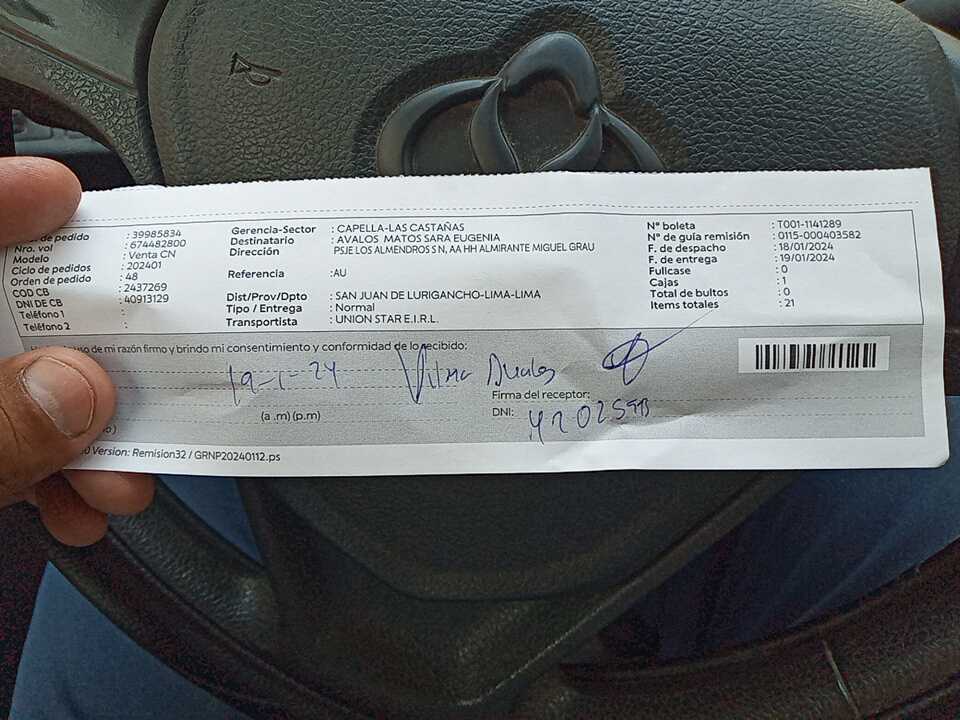 de pedido : 39985834
Nro. vol : 674482800
Modelo : Venta CN
Ciclo de pedidos : 202401
Orden de pedido : 48
COD CB : 2437269
DNI DE CB : 40913129
Teléfono 1 :
Teléfono 2 :
Gerencia-Sector : CAPELLA-LAS CASTAÑAS
Destinatario : AVALOS MATOS SARA EUGENIA
Dirección PSJE LOS ALMENDROS S N, AA HH ALMIRANTE MIGUEL GRAU
Referencia :AU
Dist/Prov/Dpto : SAN JUAN DE LURIGANCHO-LIMA-LIMA
Tipo / Entrega : Normal
Transportista : UNION STAR E.I.R.L.
N° boleta : T001-1141289
N° de guía remisión : 0115-000403582
F. de despacho : 18/01/2024
F. de entrega : 19/01/2024
Fullcase : 0
Cajas : 1
Total de bultos : 0
Items totales : 21
uso de mi razón firmo y brindo mi consentimiento y conformidad de lo recibido:
19-1-24 Vilma Avalos
(a .m) (p.m)
Firma del receptor:
DNI:
Version: Remision32 / GRNP20240112.ps